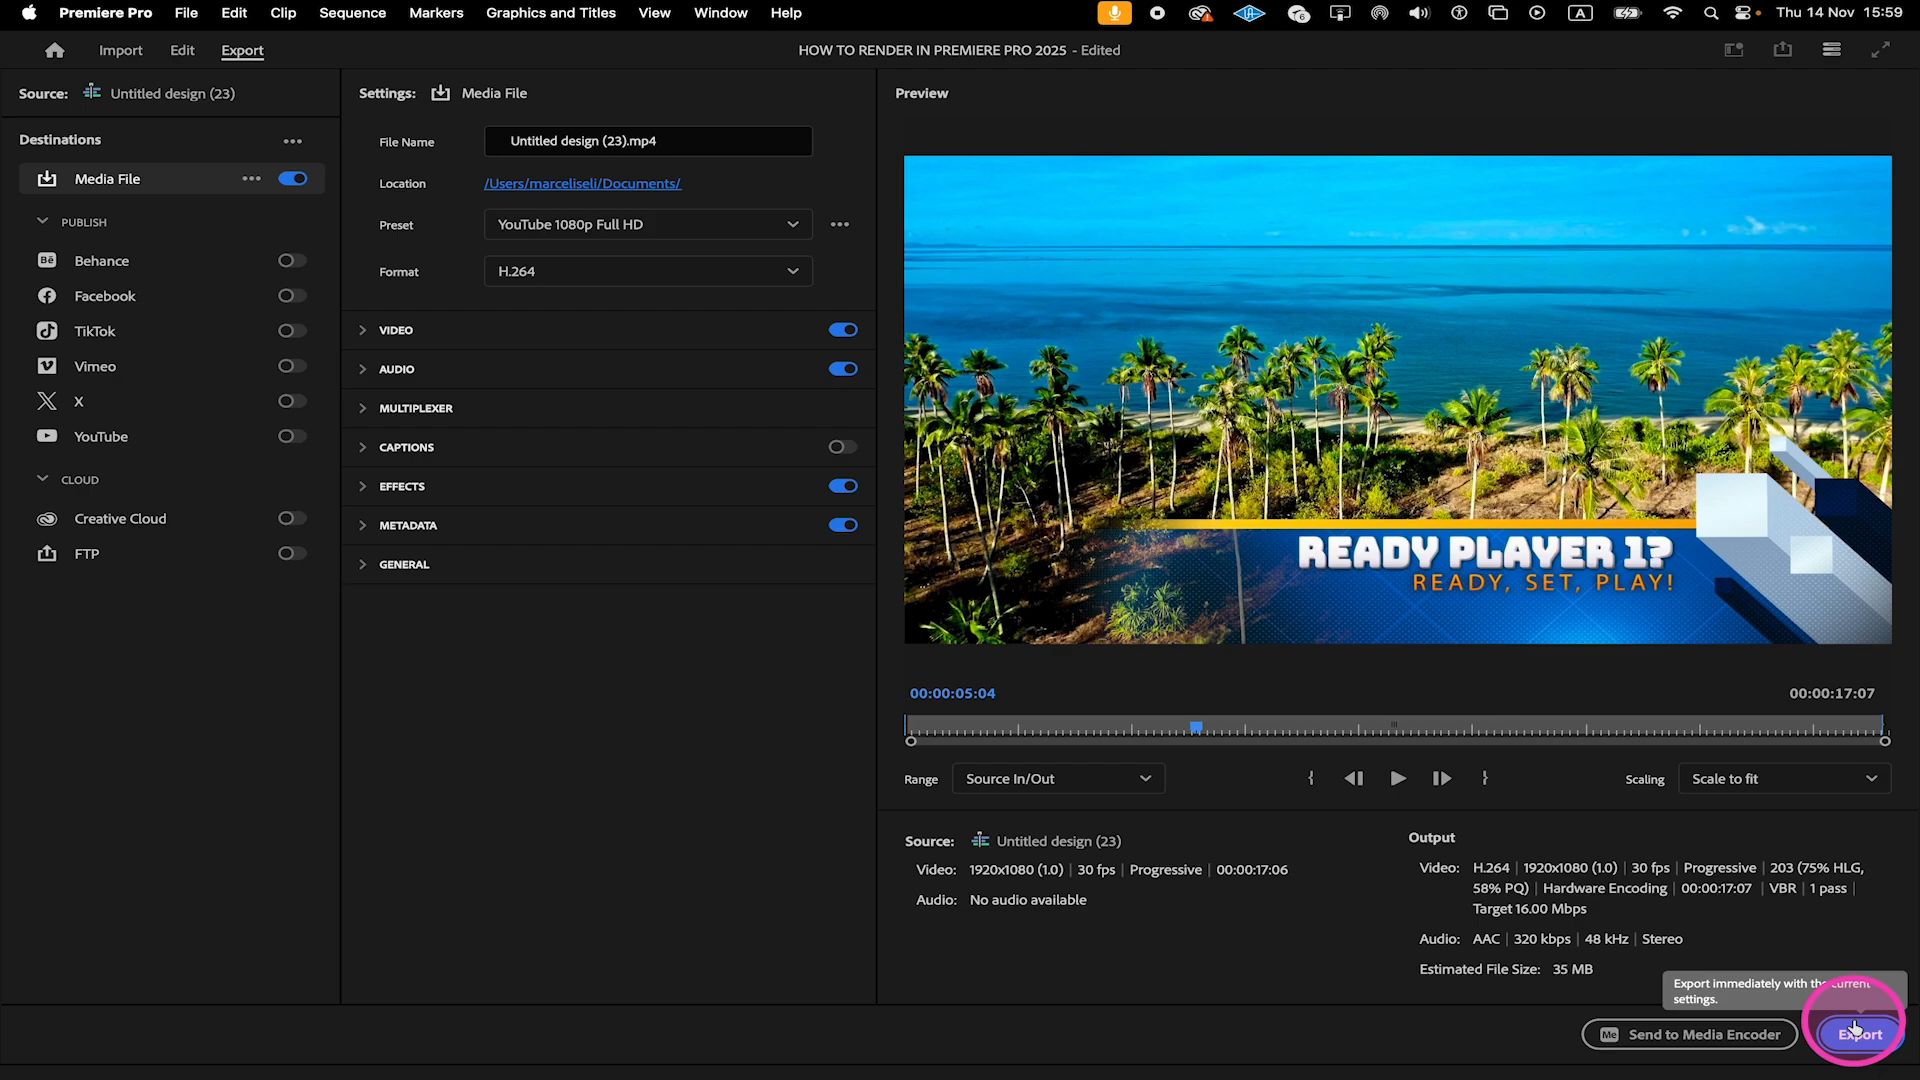 Premiere Pro File Edit Clip Sequence Markers Graphics and Titles View Window Help
6 A Thu 14 Nov 15:59
Import Edit Export
HOW TO RENDER IN PREMIERE PRO 2025 - Edited
Source: Untitled design (23)
Destinations
Media File
PUBLISH
Bē Behance
Facebook
TikTok
Vimeo
X
YouTube
CLOUD
Creative Cloud
FTP
Settings: Media File
File Name Untitled design (23).mp4
Location /Users/marceliseli/Documents/
Preset YouTube 1080p Full HD
Format H.264
VIDEO
AUDIO
MULTIPLEXER
CAPTIONS
EFFECTS
METADATA
GENERAL
Preview
READY PLAYER 1?
READY, SET, PLAY!
00:00:05:04 00:00:17:07
Range Source In/Out
Scaling Scale to fit
Source: Untitled design (23)
Video: 1920x1080 (1.0) | 30 fps | Progressive | 00:00:17:06
Audio: No audio available
Output
Video: H.264 | 1920x1080 (1.0) | 30 fps | Progressive | 203 (75% HLG,
58% PQ) | Hardware Encoding | 00:00:17:07 | VBR | 1 pass |
Target 16.00 Mbps
Audio: AAC | 320 kbps | 48 kHz | Stereo
Estimated File Size: 35 MB
Export immediately with the current
settings.
Me Send to Media Encoder
Export